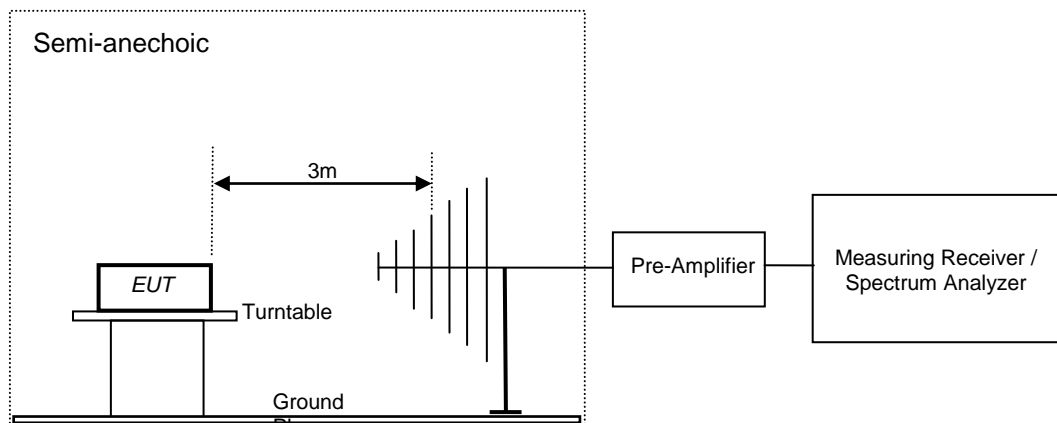 Semi-anechoic
3m
EUT
Turntable
Ground
Pre-Amplifier
Measuring Receiver /
Spectrum Analyzer